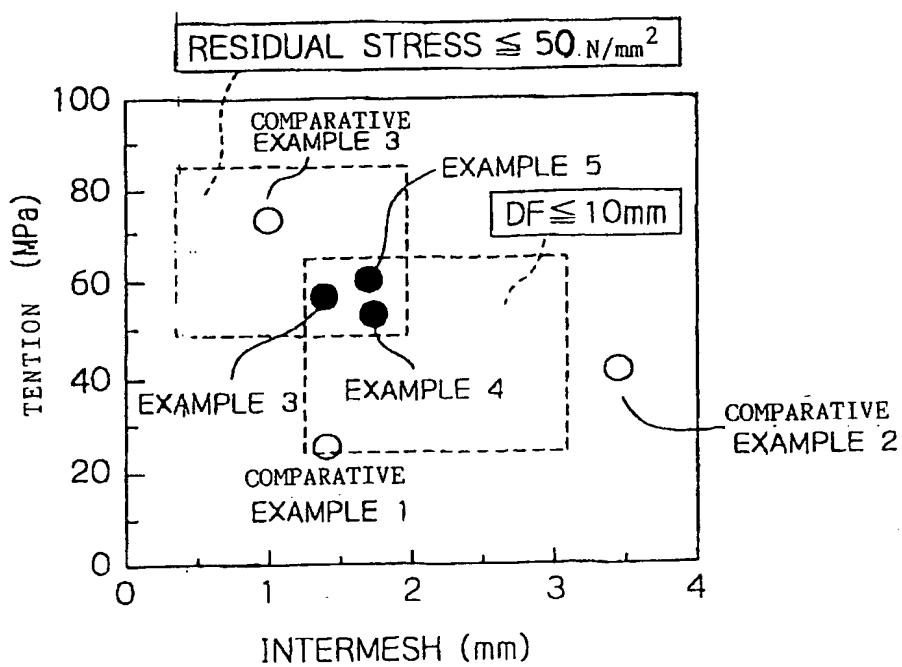 RESIDUAL STRESS ≦ 50 N/mm²
100
80
60
40
20
0
TENTION (MPa)
COMPARATIVE
EXAMPLE 3
EXAMPLE 5
DF ≦ 10mm
EXAMPLE 3
EXAMPLE 4
COMPARATIVE
EXAMPLE 2
COMPARATIVE
EXAMPLE 1
0 1 2 3 4
INTERMESH (mm)